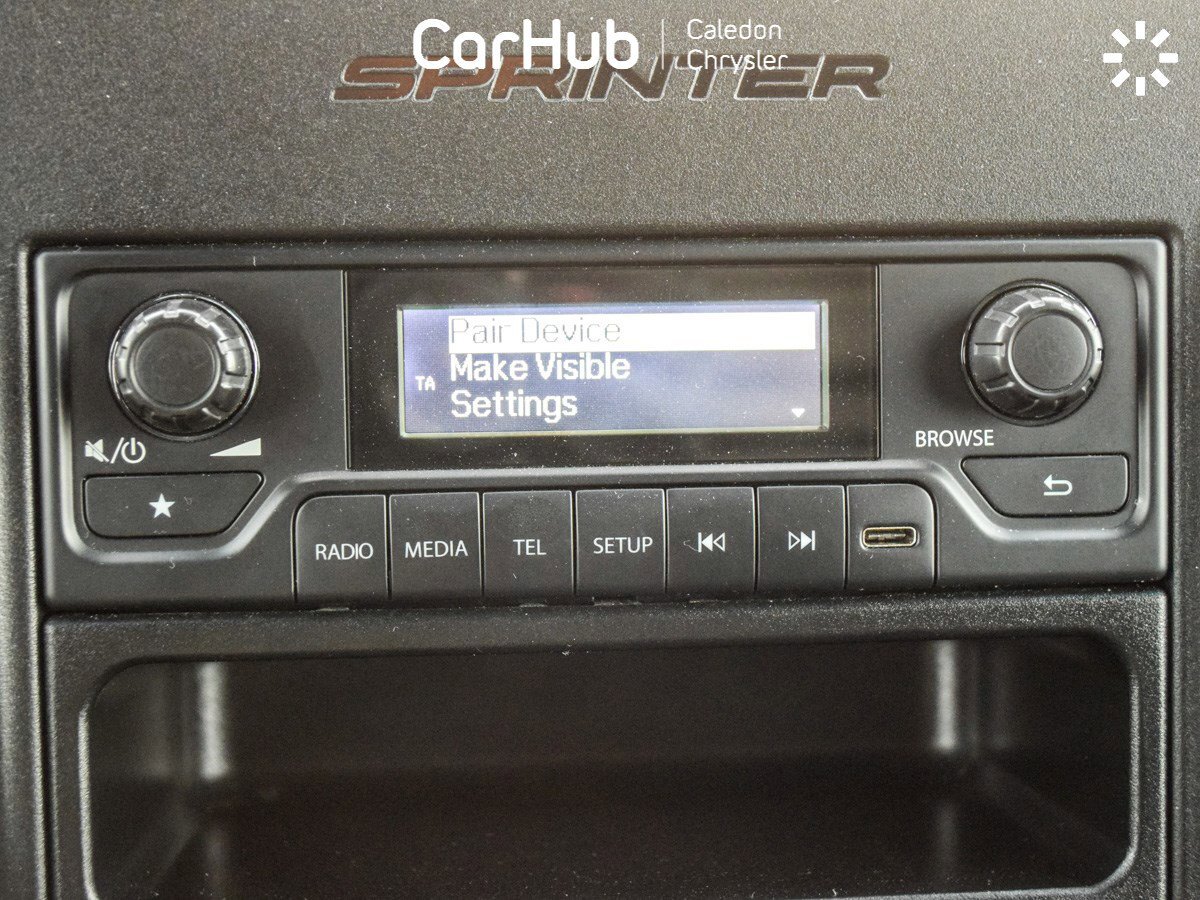 CarHub
Caledon
Chrysler
SPRINTER
Pair Device
Make Visible
TA
Settings
BROWSE
RADIO
MEDIA
TEL
SETUP